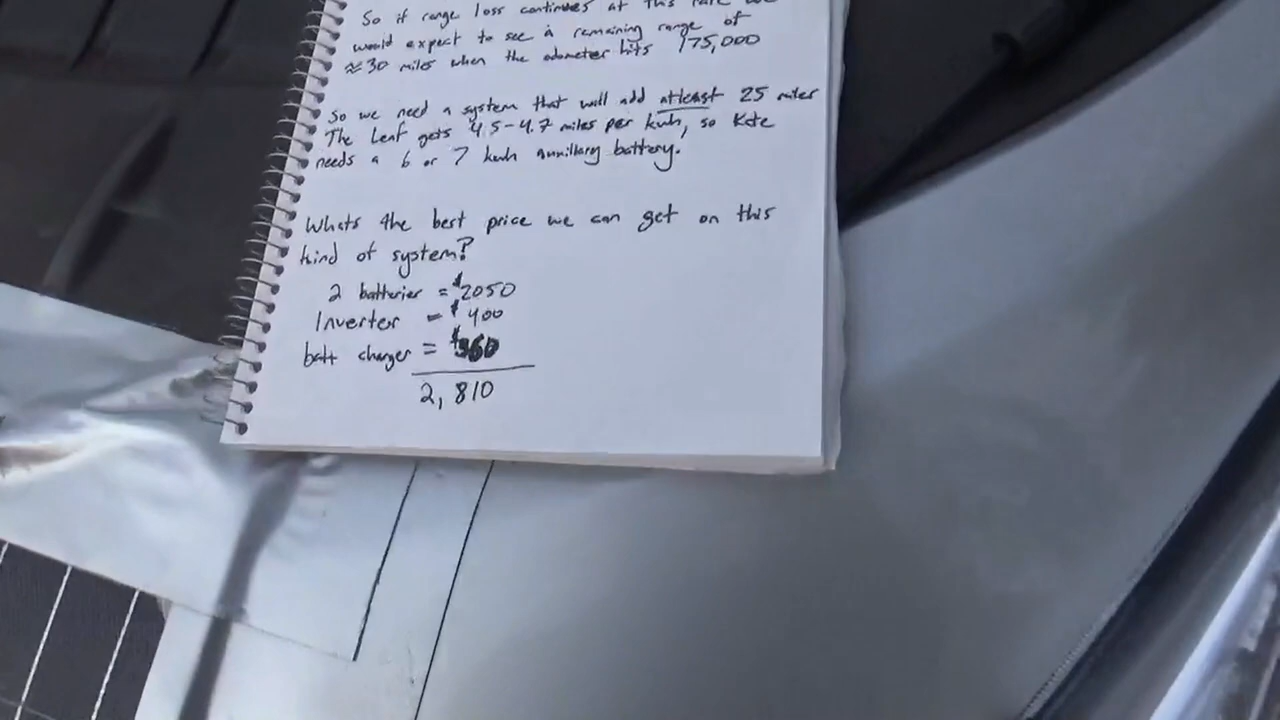 So if range loss continues at this rate we
would expect to see a remaining range of
≈30 miles when the odometer hits 175,000
So we need a system that will add atleast 25 miles
The Leaf gets 4.5-4.7 miles per kwh, so Kate
needs a 6 or 7 kwh auxillary battery.
Whats the best price we can get on this
kind of system?
2 batteries = $2050
Inverter = $400
batt charger = $360
2,810